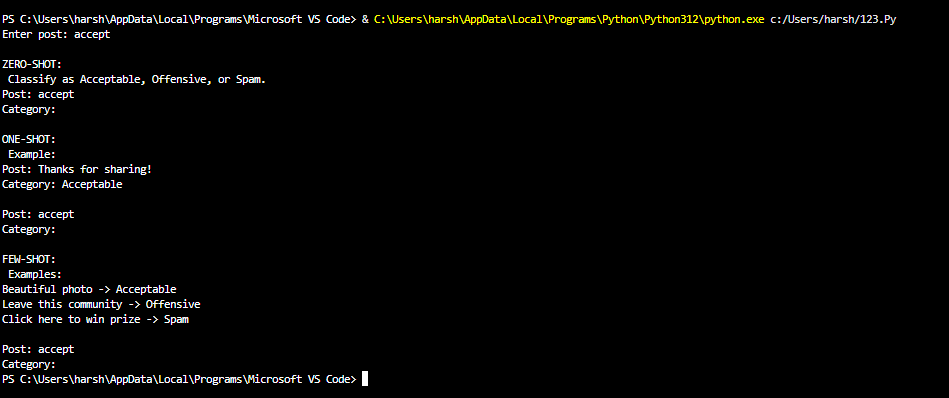 PS C:\Users\harsh\AppData\Local\Programs\Microsoft VS Code> & C:\Users\harsh\AppData\Local\Programs\Python\Python312\python.exe c:/Users/harsh/123.Py
Enter post: accept
ZERO-SHOT:
Classify as Acceptable, Offensive, or Spam.
Post: accept
Category:
ONE-SHOT:
Example:
Post: Thanks for sharing!
Category: Acceptable
Post: accept
Category:
FEW-SHOT:
Examples:
Beautiful photo -> Acceptable
Leave this community -> Offensive
Click here to win prize -> Spam
Post: accept
Category:
PS C:\Users\harsh\AppData\Local\Programs\Microsoft VS Code>